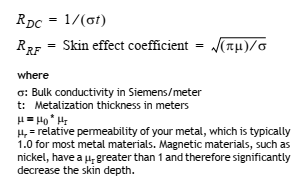 R_DC = 1/(σt)
R_RF = Skin effect coefficient = √(πμ)/σ
where
σ: Bulk conductivity in Siemens/meter
t: Metalization thickness in meters
μ = μ₀ * μᵣ
μᵣ = relative permeability of your metal, which is typically
1.0 for most metal materials. Magnetic materials, such as
nickel, have a μᵣ greater than 1 and therefore significantly
decrease the skin depth.